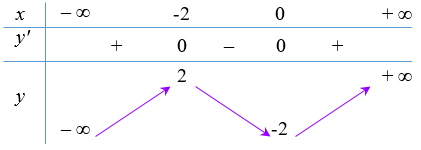 x − ∞ -2 0 + ∞
y' + 0 − 0 +
2 + ∞
y
− ∞ -2